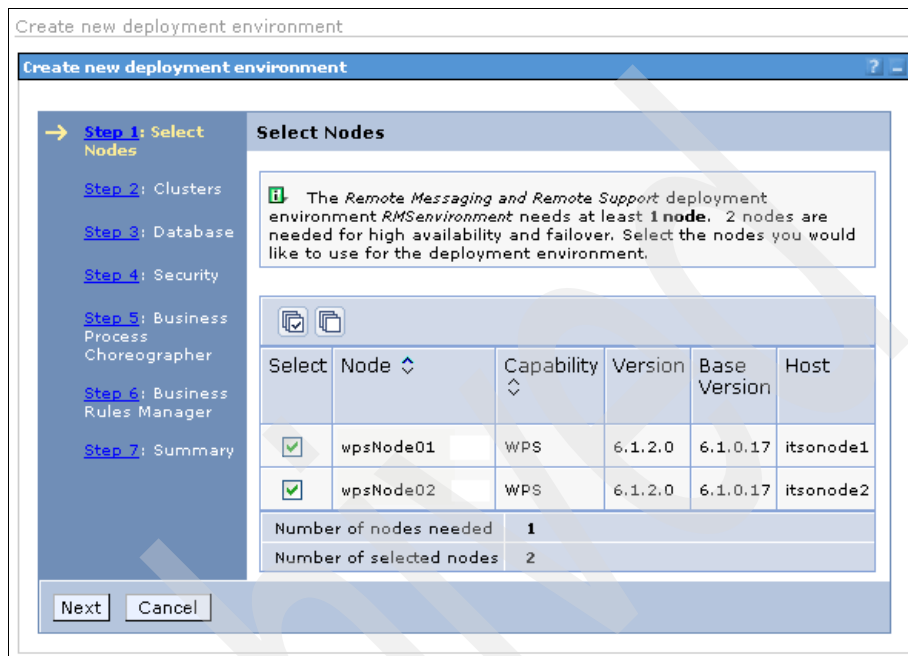 Create new deployment environment
Create new deployment environment
? –
Step 1: Select
Nodes
Step 2: Clusters
Step 3: Database
Step 4: Security
Step 5: Business
Process
Choreographer
Step 6: Business
Rules Manager
Step 7: Summary
Select Nodes
The Remote Messaging and Remote Support deployment
environment RMSenvironment needs at least 1 node. 2 nodes are
needed for high availability and failover. Select the nodes you would
like to use for the deployment environment.
Select Node Capability Version Base Host
Version
wpsNode01 WPS 6.1.2.0 6.1.0.17 itsonode1
wpsNode02 WPS 6.1.2.0 6.1.0.17 itsonode2
Number of nodes needed 1
Number of selected nodes 2
Next Cancel